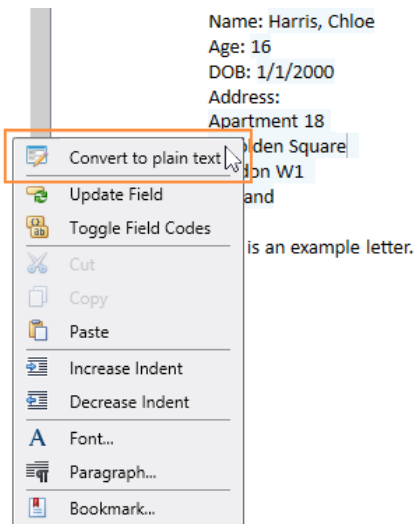 Name: Harris, Chloe
Age: 16
DOB: 1/1/2000
Address:
Apartment 18
Square
W1
Convert to plain text
Update Field
Toggle Field Codes
Cut
Copy
Paste
Increase Indent
Decrease Indent
Font...
Paragraph...
Bookmark...
is an example letter.